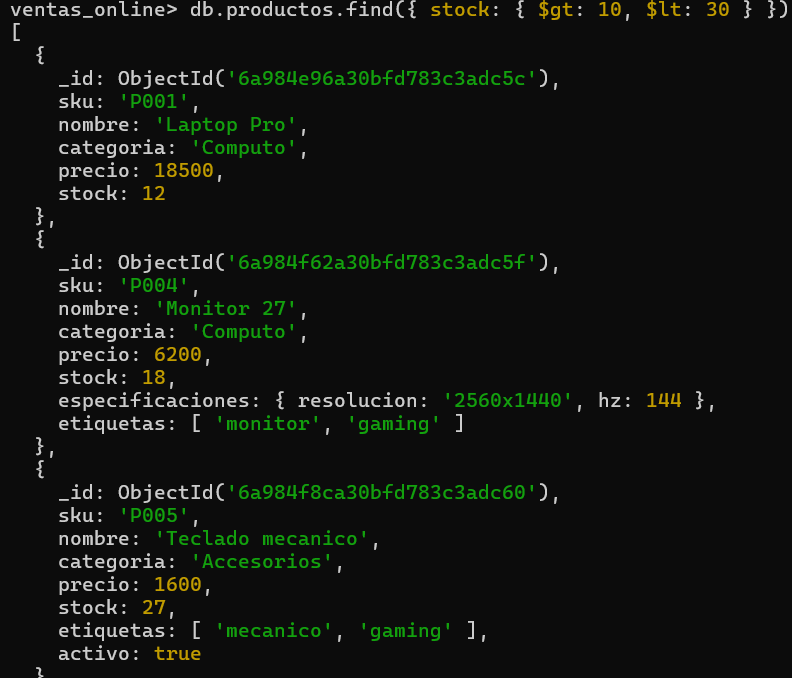 ventas_online> db.productos.find({ stock: { $gt: 10, $lt: 30 } })
[
  {
    _id: ObjectId('6a984e96a30bfd783c3adc5c'),
    sku: 'P001',
    nombre: 'Laptop Pro',
    categoria: 'Computo',
    precio: 18500,
    stock: 12
  },
  {
    _id: ObjectId('6a984f62a30bfd783c3adc5f'),
    sku: 'P004',
    nombre: 'Monitor 27',
    categoria: 'Computo',
    precio: 6200,
    stock: 18,
    especificaciones: { resolucion: '2560x1440', hz: 144 },
    etiquetas: [ 'monitor', 'gaming' ]
  },
  {
    _id: ObjectId('6a984f8ca30bfd783c3adc60'),
    sku: 'P005',
    nombre: 'Teclado mecanico',
    categoria: 'Accesorios',
    precio: 1600,
    stock: 27,
    etiquetas: [ 'mecanico', 'gaming' ],
    activo: true
  }